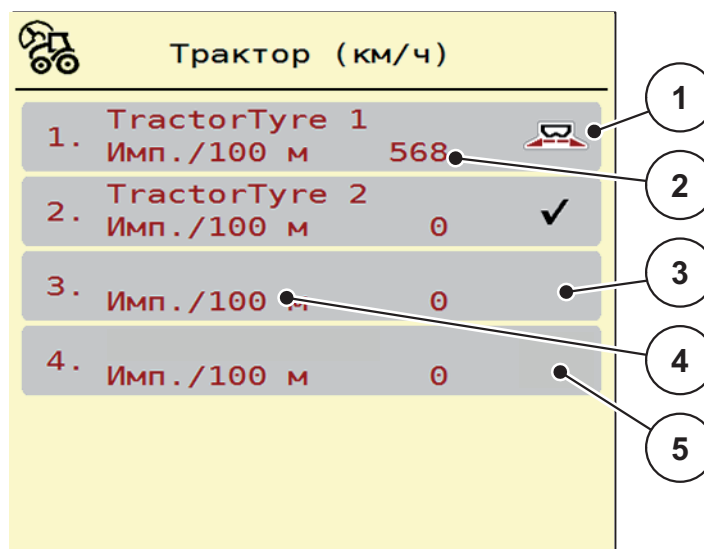 Трактор (км/ч)
1. TractorTyre 1
Имп./100 м 568
2. TractorTyre 2
Имп./100 м 0
3.
Имп./100 м 0
4.
Имп./100 м 0
1
2
3
4
5